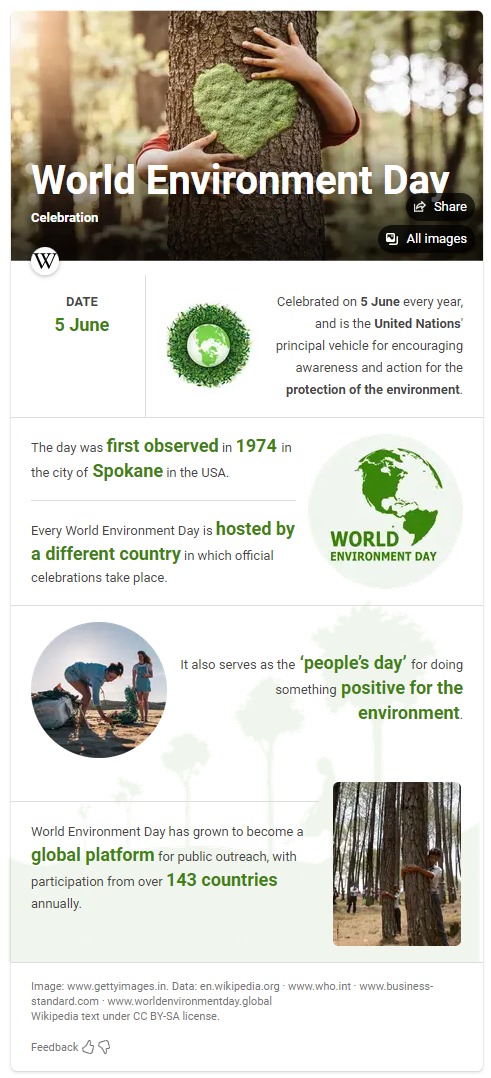 World Environment Day
Celebration
Share
All images
W
DATE
5 June
Celebrated on 5 June every year,
and is the United Nations'
principal vehicle for encouraging
awareness and action for the
protection of the environment.
The day was first observed in 1974 in
the city of Spokane in the USA.
Every World Environment Day is hosted by
a different country in which official
celebrations take place.
WORLD
ENVIRONMENT DAY
It also serves as the ‘people’s day’ for doing
something positive for the
environment.
World Environment Day has grown to become a
global platform for public outreach, with
participation from over 143 countries
annually.
Image: www.gettyimages.in. Data: en.wikipedia.org · www.who.int · www.business-
standard.com · www.worldenvironmentday.global
Wikipedia text under CC BY-SA license.
Feedback